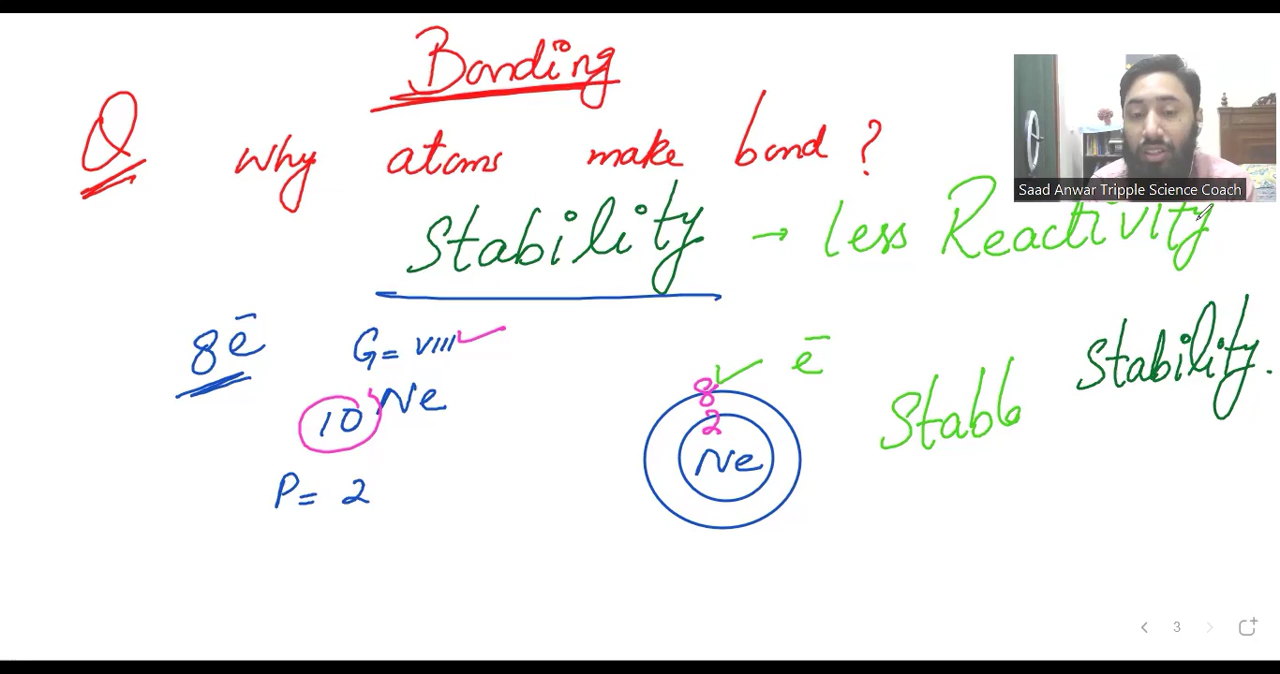 Bonding
Q why atoms make bond ?
Saad Anwar Tripple Science Coach
Stability → less Reactivity
8e⁻ G = VIII
10 Ne
P = 2
8 e⁻
2
Ne
Stable Stability.
3